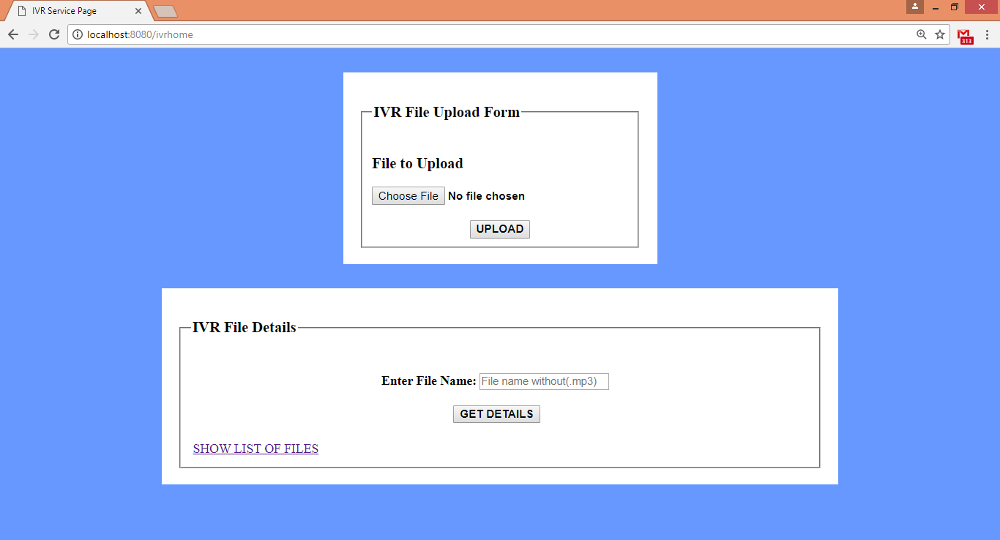 IVR Service Page
localhost:8080/ivrhome
313
IVR File Upload Form
File to Upload
Choose File No file chosen
UPLOAD
IVR File Details
Enter File Name: File name without(.mp3)
GET DETAILS
SHOW LIST OF FILES